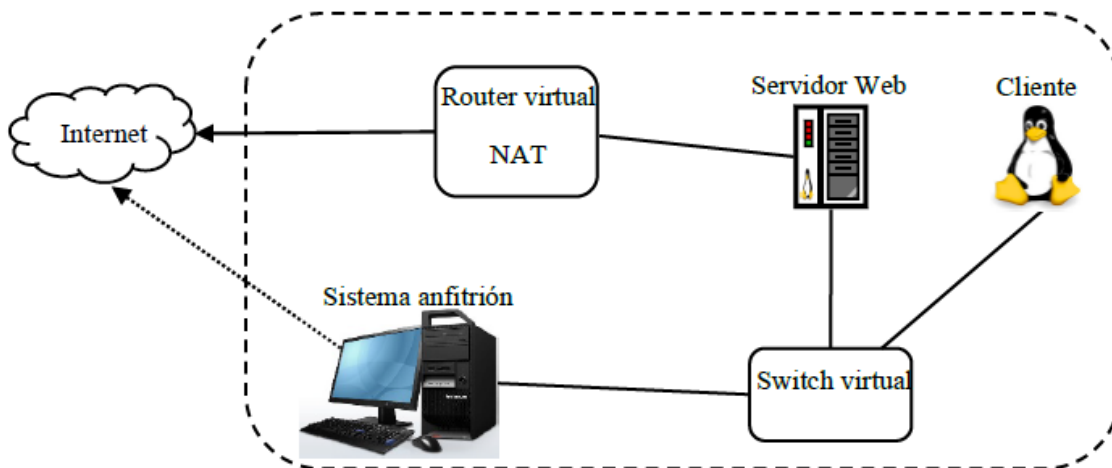 Servidor Web
Cliente
Router virtual
Internet
NAT
Sistema anfitrión
Switch virtual